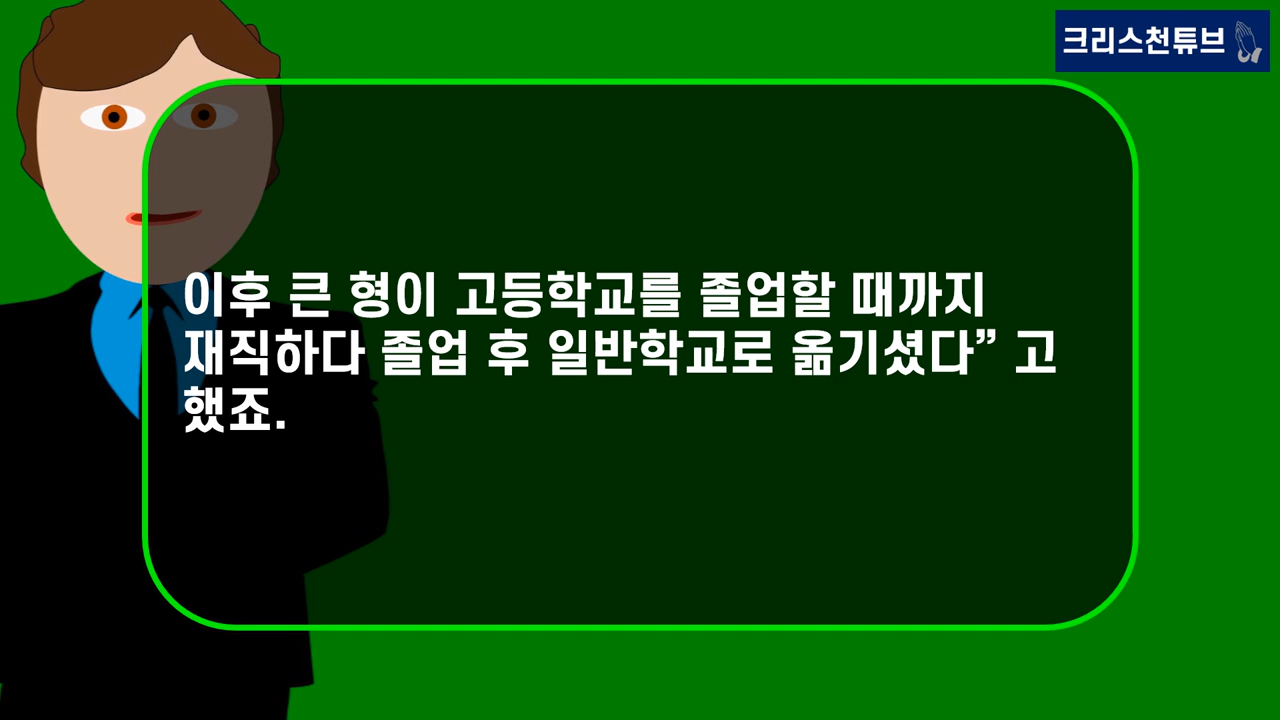 크리스천튜브
이후 큰 형이 고등학교를 졸업할 때까지
재직하다 졸업 후 일반학교로 옮기셨다” 고
했죠.